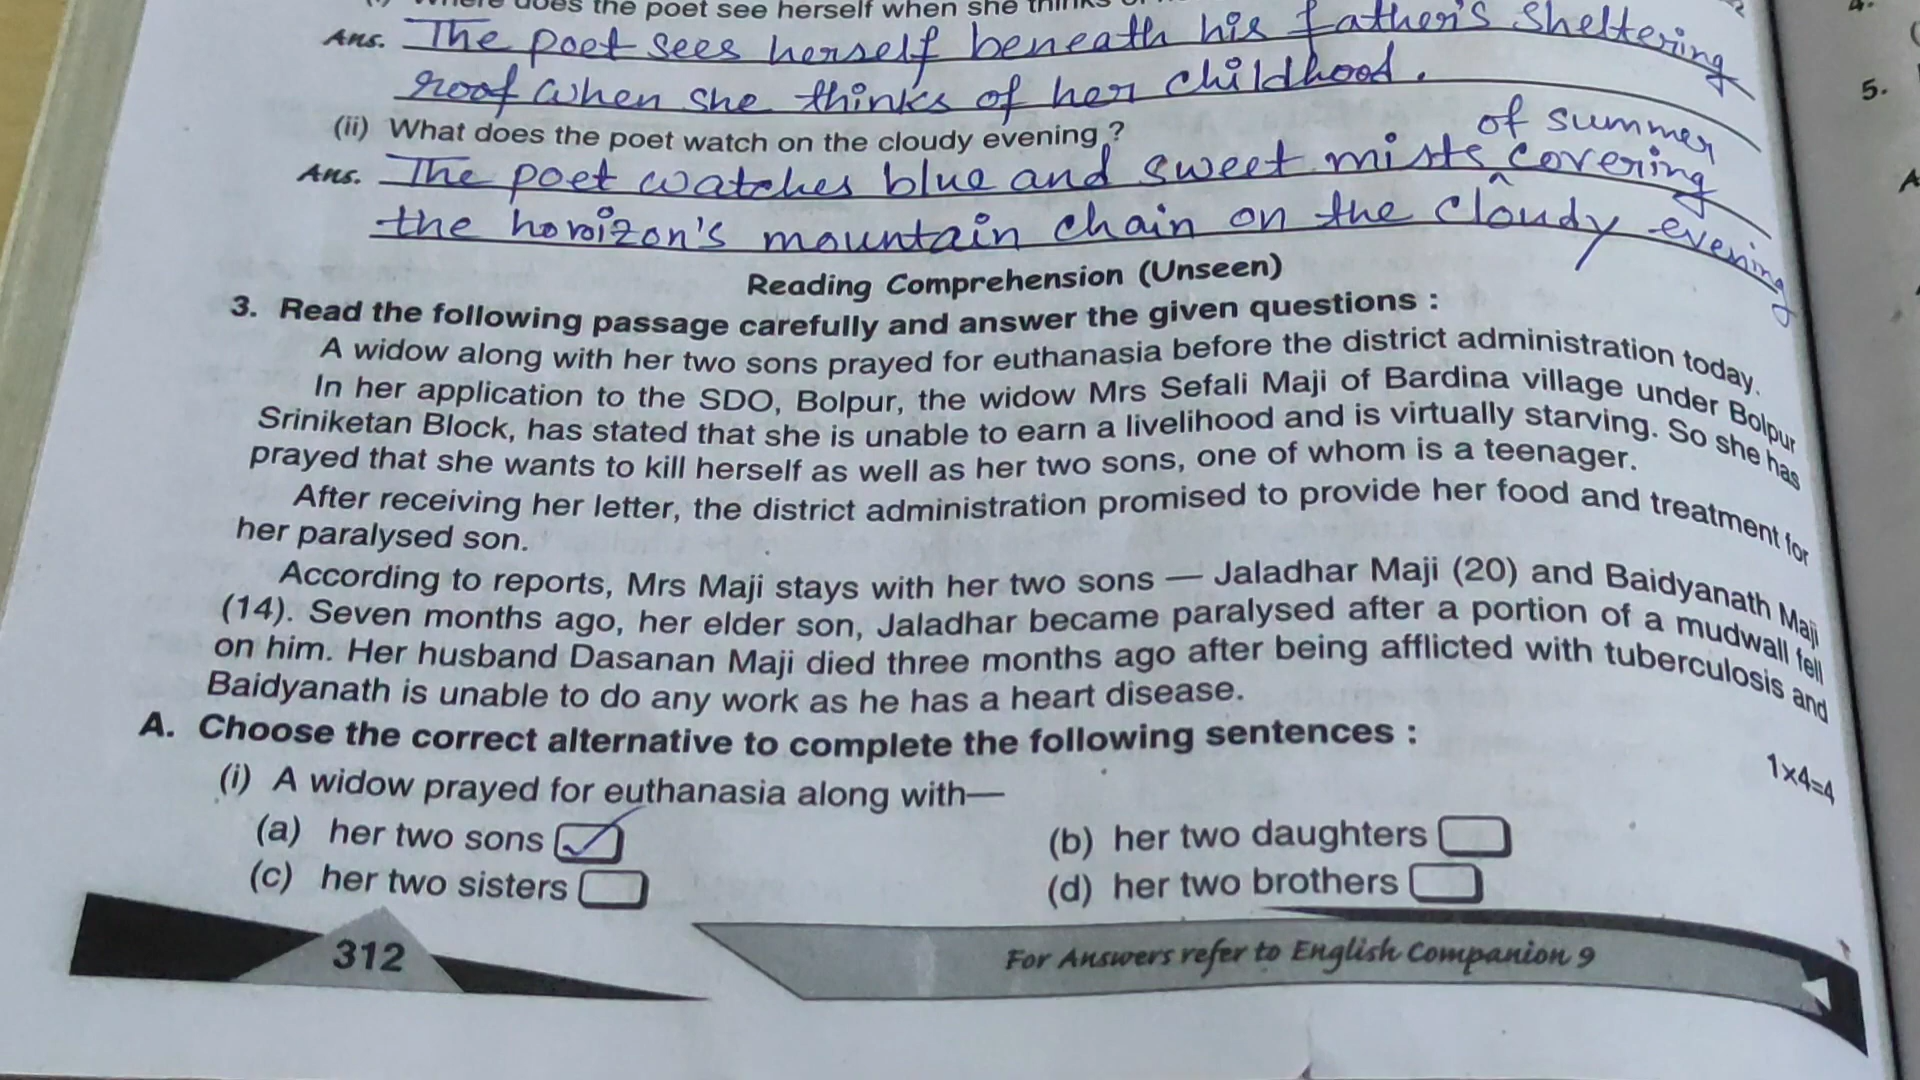 does the poet see herself when she thinks
Ans. The poet sees herself beneath his father's sheltering
roof when she thinks of her childhood.
(ii) What does the poet watch on the cloudy evening ?
of summer
Ans. The poet watches blue and sweet mists covering
the horizon's mountain chain on the cloudy evening
Reading Comprehension (Unseen)
3. Read the following passage carefully and answer the given questions :
A widow along with her two sons prayed for euthanasia before the district administration today.
In her application to the SDO, Bolpur, the widow Mrs Sefali Maji of Bardina village under Bolpur
Sriniketan Block, has stated that she is unable to earn a livelihood and is virtually starving. So she has
prayed that she wants to kill herself as well as her two sons, one of whom is a teenager.
After receiving her letter, the district administration promised to provide her food and treatment for
her paralysed son.
According to reports, Mrs Maji stays with her two sons — Jaladhar Maji (20) and Baidyanath Maji
(14). Seven months ago, her elder son, Jaladhar became paralysed after a portion of a mudwall fell
on him. Her husband Dasanan Maji died three months ago after being afflicted with tuberculosis and
Baidyanath is unable to do any work as he has a heart disease.
A. Choose the correct alternative to complete the following sentences :
1×4=4
(i) A widow prayed for euthanasia along with—
(a) her two sons (b) her two daughters
(c) her two sisters (d) her two brothers
312
For Answers refer to English Companion 9
5.